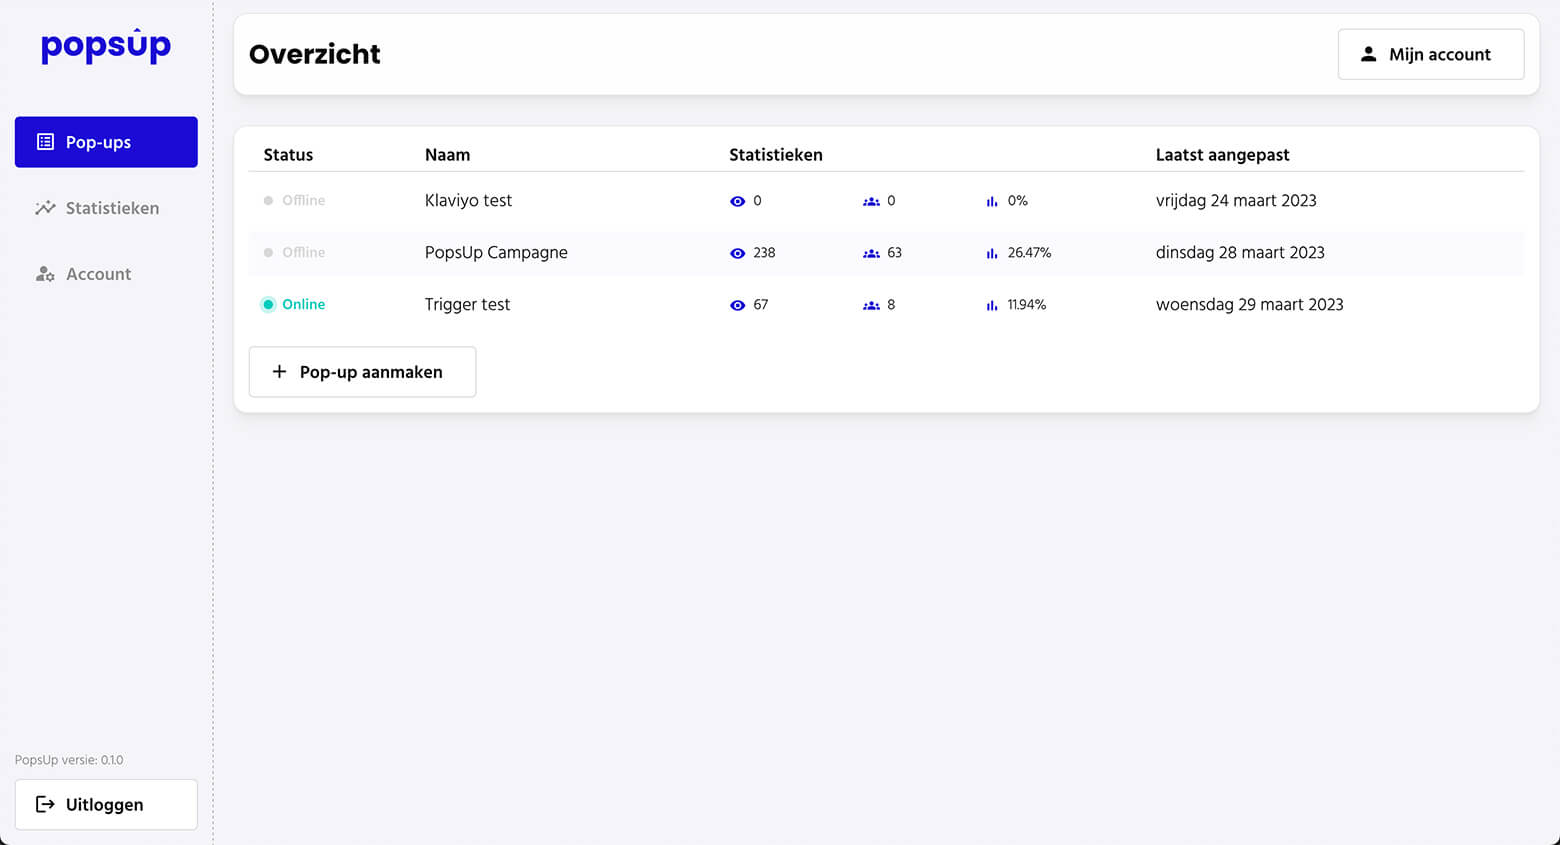 popsûp
Overzicht
Mijn account
Pop-ups
Statistieken
Account
Status Naam Statistieken Laatst aangepast
Offline Klaviyo test 0 0 0% vrijdag 24 maart 2023
Offline PopsUp Campagne 238 63 26.47% dinsdag 28 maart 2023
Online Trigger test 67 8 11.94% woensdag 29 maart 2023
+ Pop-up aanmaken
PopsUp versie: 0.1.0
Uitloggen